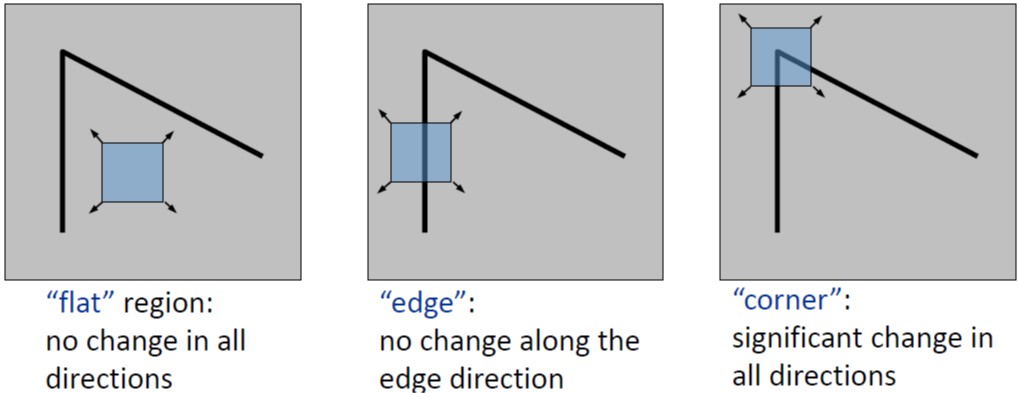 “flat” region:
no change in all
directions
“edge”:
no change along the
edge direction
“corner”:
significant change in
all directions